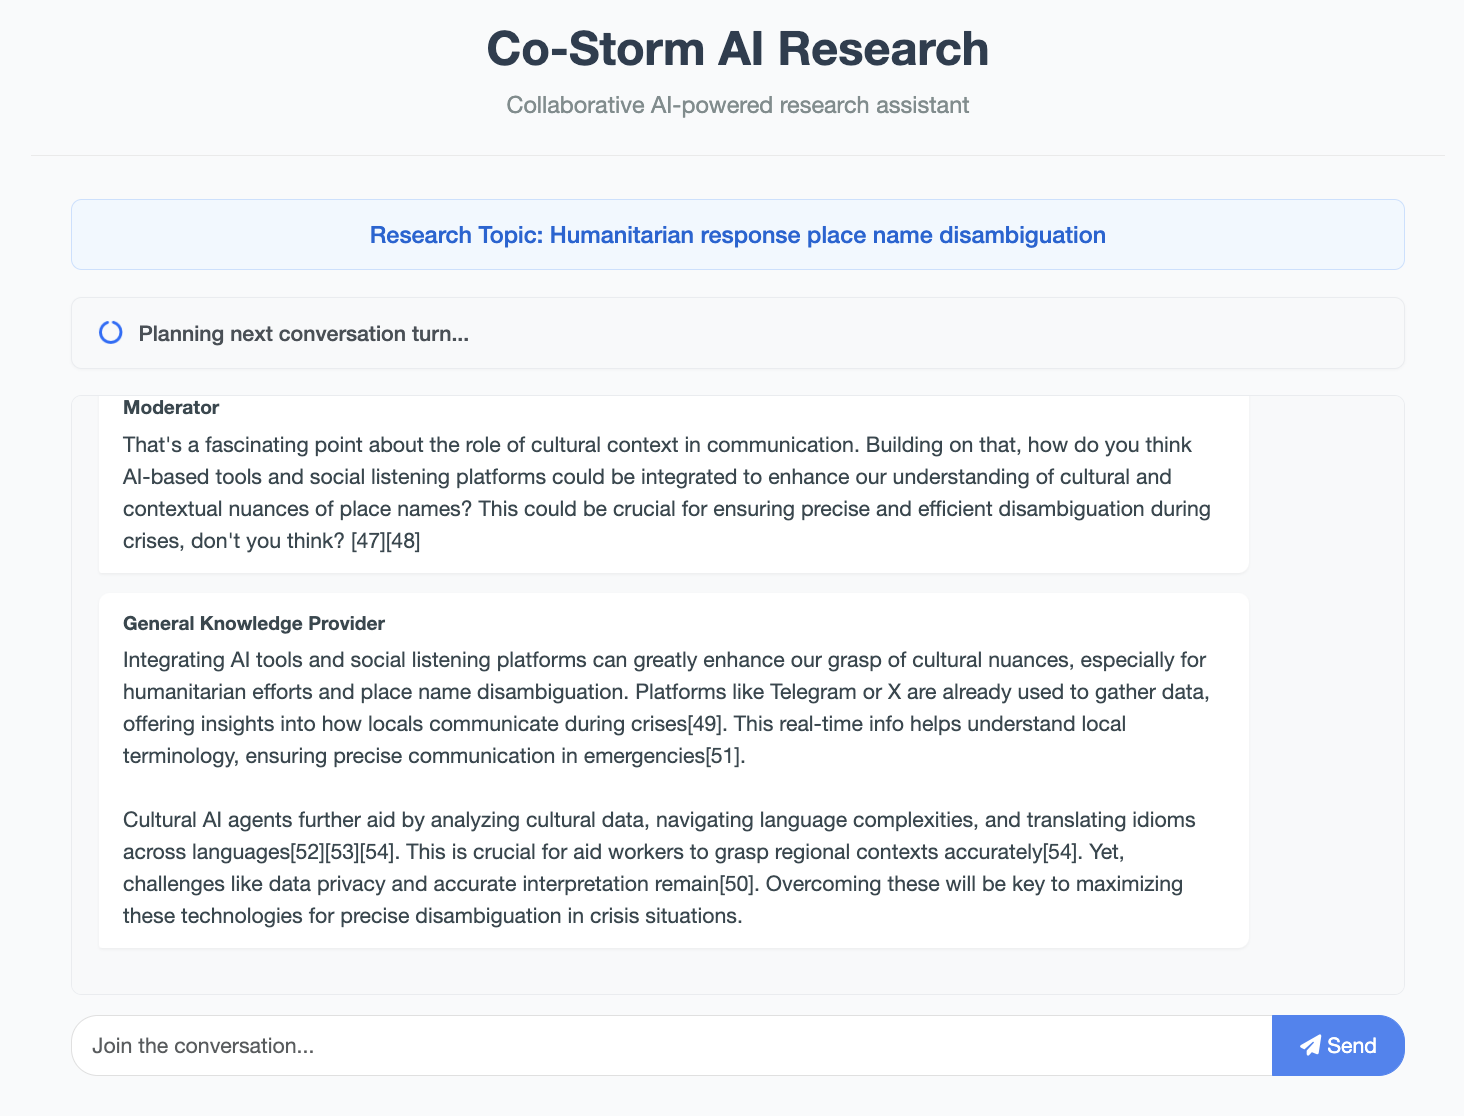 Co-Storm AI Research
Collaborative AI-powered research assistant
Research Topic: Humanitarian response place name disambiguation
Planning next conversation turn...
Moderator
That's a fascinating point about the role of cultural context in communication. Building on that, how do you think
AI-based tools and social listening platforms could be integrated to enhance our understanding of cultural and
contextual nuances of place names? This could be crucial for ensuring precise and efficient disambiguation during
crises, don't you think? [47][48]
General Knowledge Provider
Integrating AI tools and social listening platforms can greatly enhance our grasp of cultural nuances, especially for
humanitarian efforts and place name disambiguation. Platforms like Telegram or X are already used to gather data,
offering insights into how locals communicate during crises[49]. This real-time info helps understand local
terminology, ensuring precise communication in emergencies[51].
Cultural AI agents further aid by analyzing cultural data, navigating language complexities, and translating idioms
across languages[52][53][54]. This is crucial for aid workers to grasp regional contexts accurately[54]. Yet,
challenges like data privacy and accurate interpretation remain[50]. Overcoming these will be key to maximizing
these technologies for precise disambiguation in crisis situations.
Join the conversation...
Send